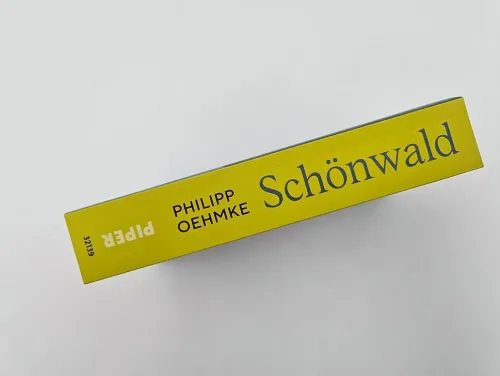 PHILIPP
OEHMKE
Schönwald
PIPER
32139